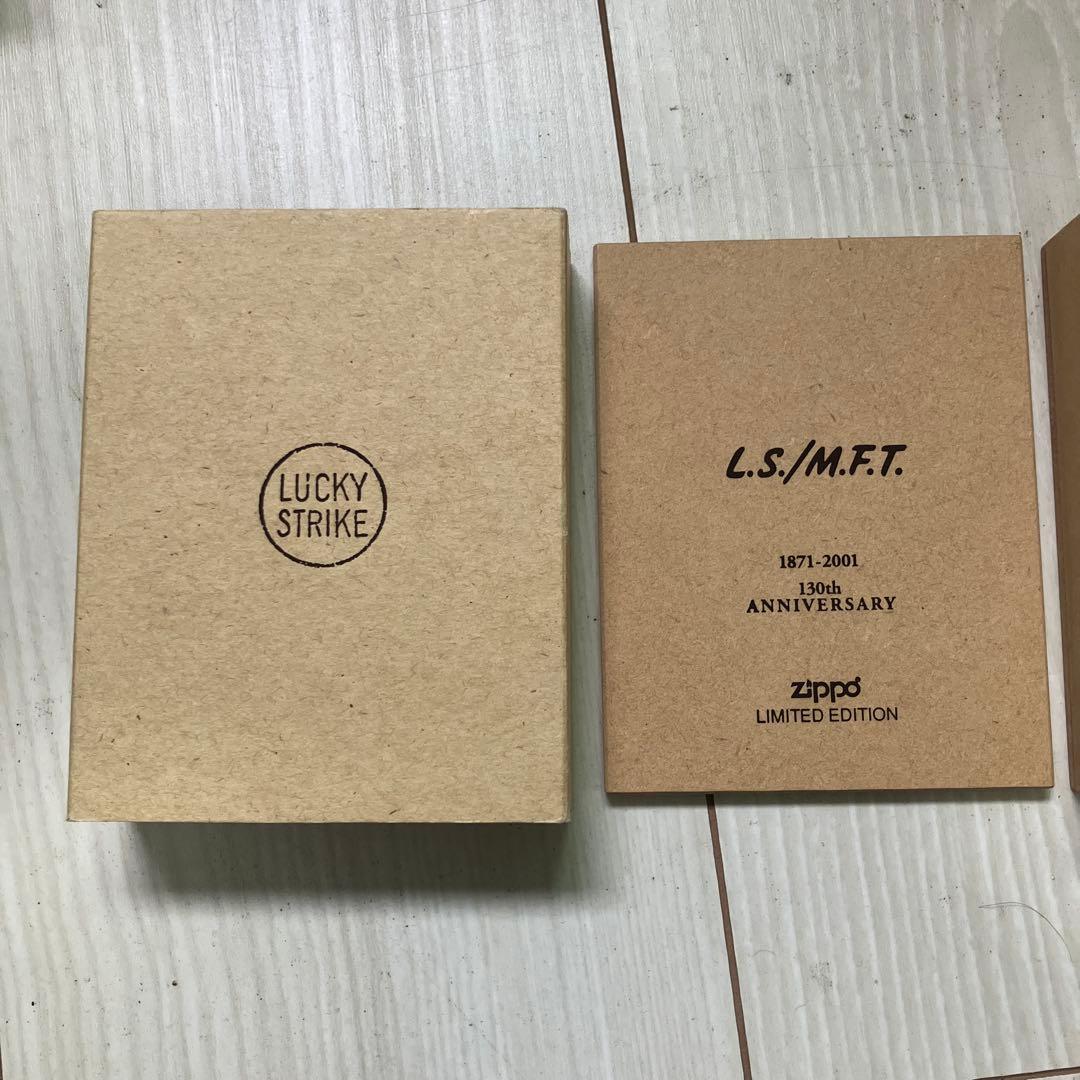 LUCKY
STRIKE
L.S./M.F.T.
1871-2001
130th
ANNIVERSARY
zippo
LIMITED EDITION